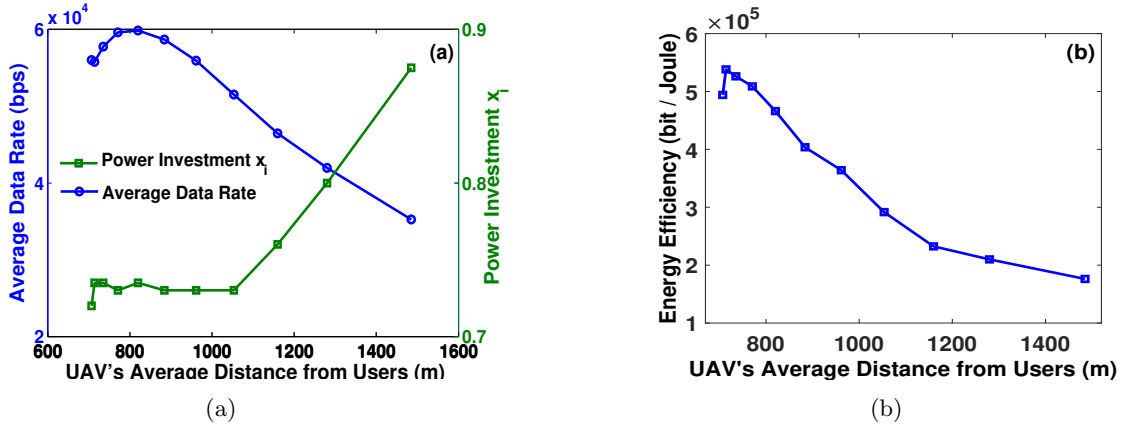 x 10^4
6
4
2
Average Data Rate (bps)
(a)
Power Investment x_i
Average Data Rate
0.9
0.8
0.7
Power Investment x_i
600 800 1000 1200 1400 1600
UAV's Average Distance from Users (m)
(a)
×10^5
6
5
4
3
2
1
Energy Efficiency (bit / Joule)
(b)
800 1000 1200 1400
UAV's Average Distance from Users (m)
(b)